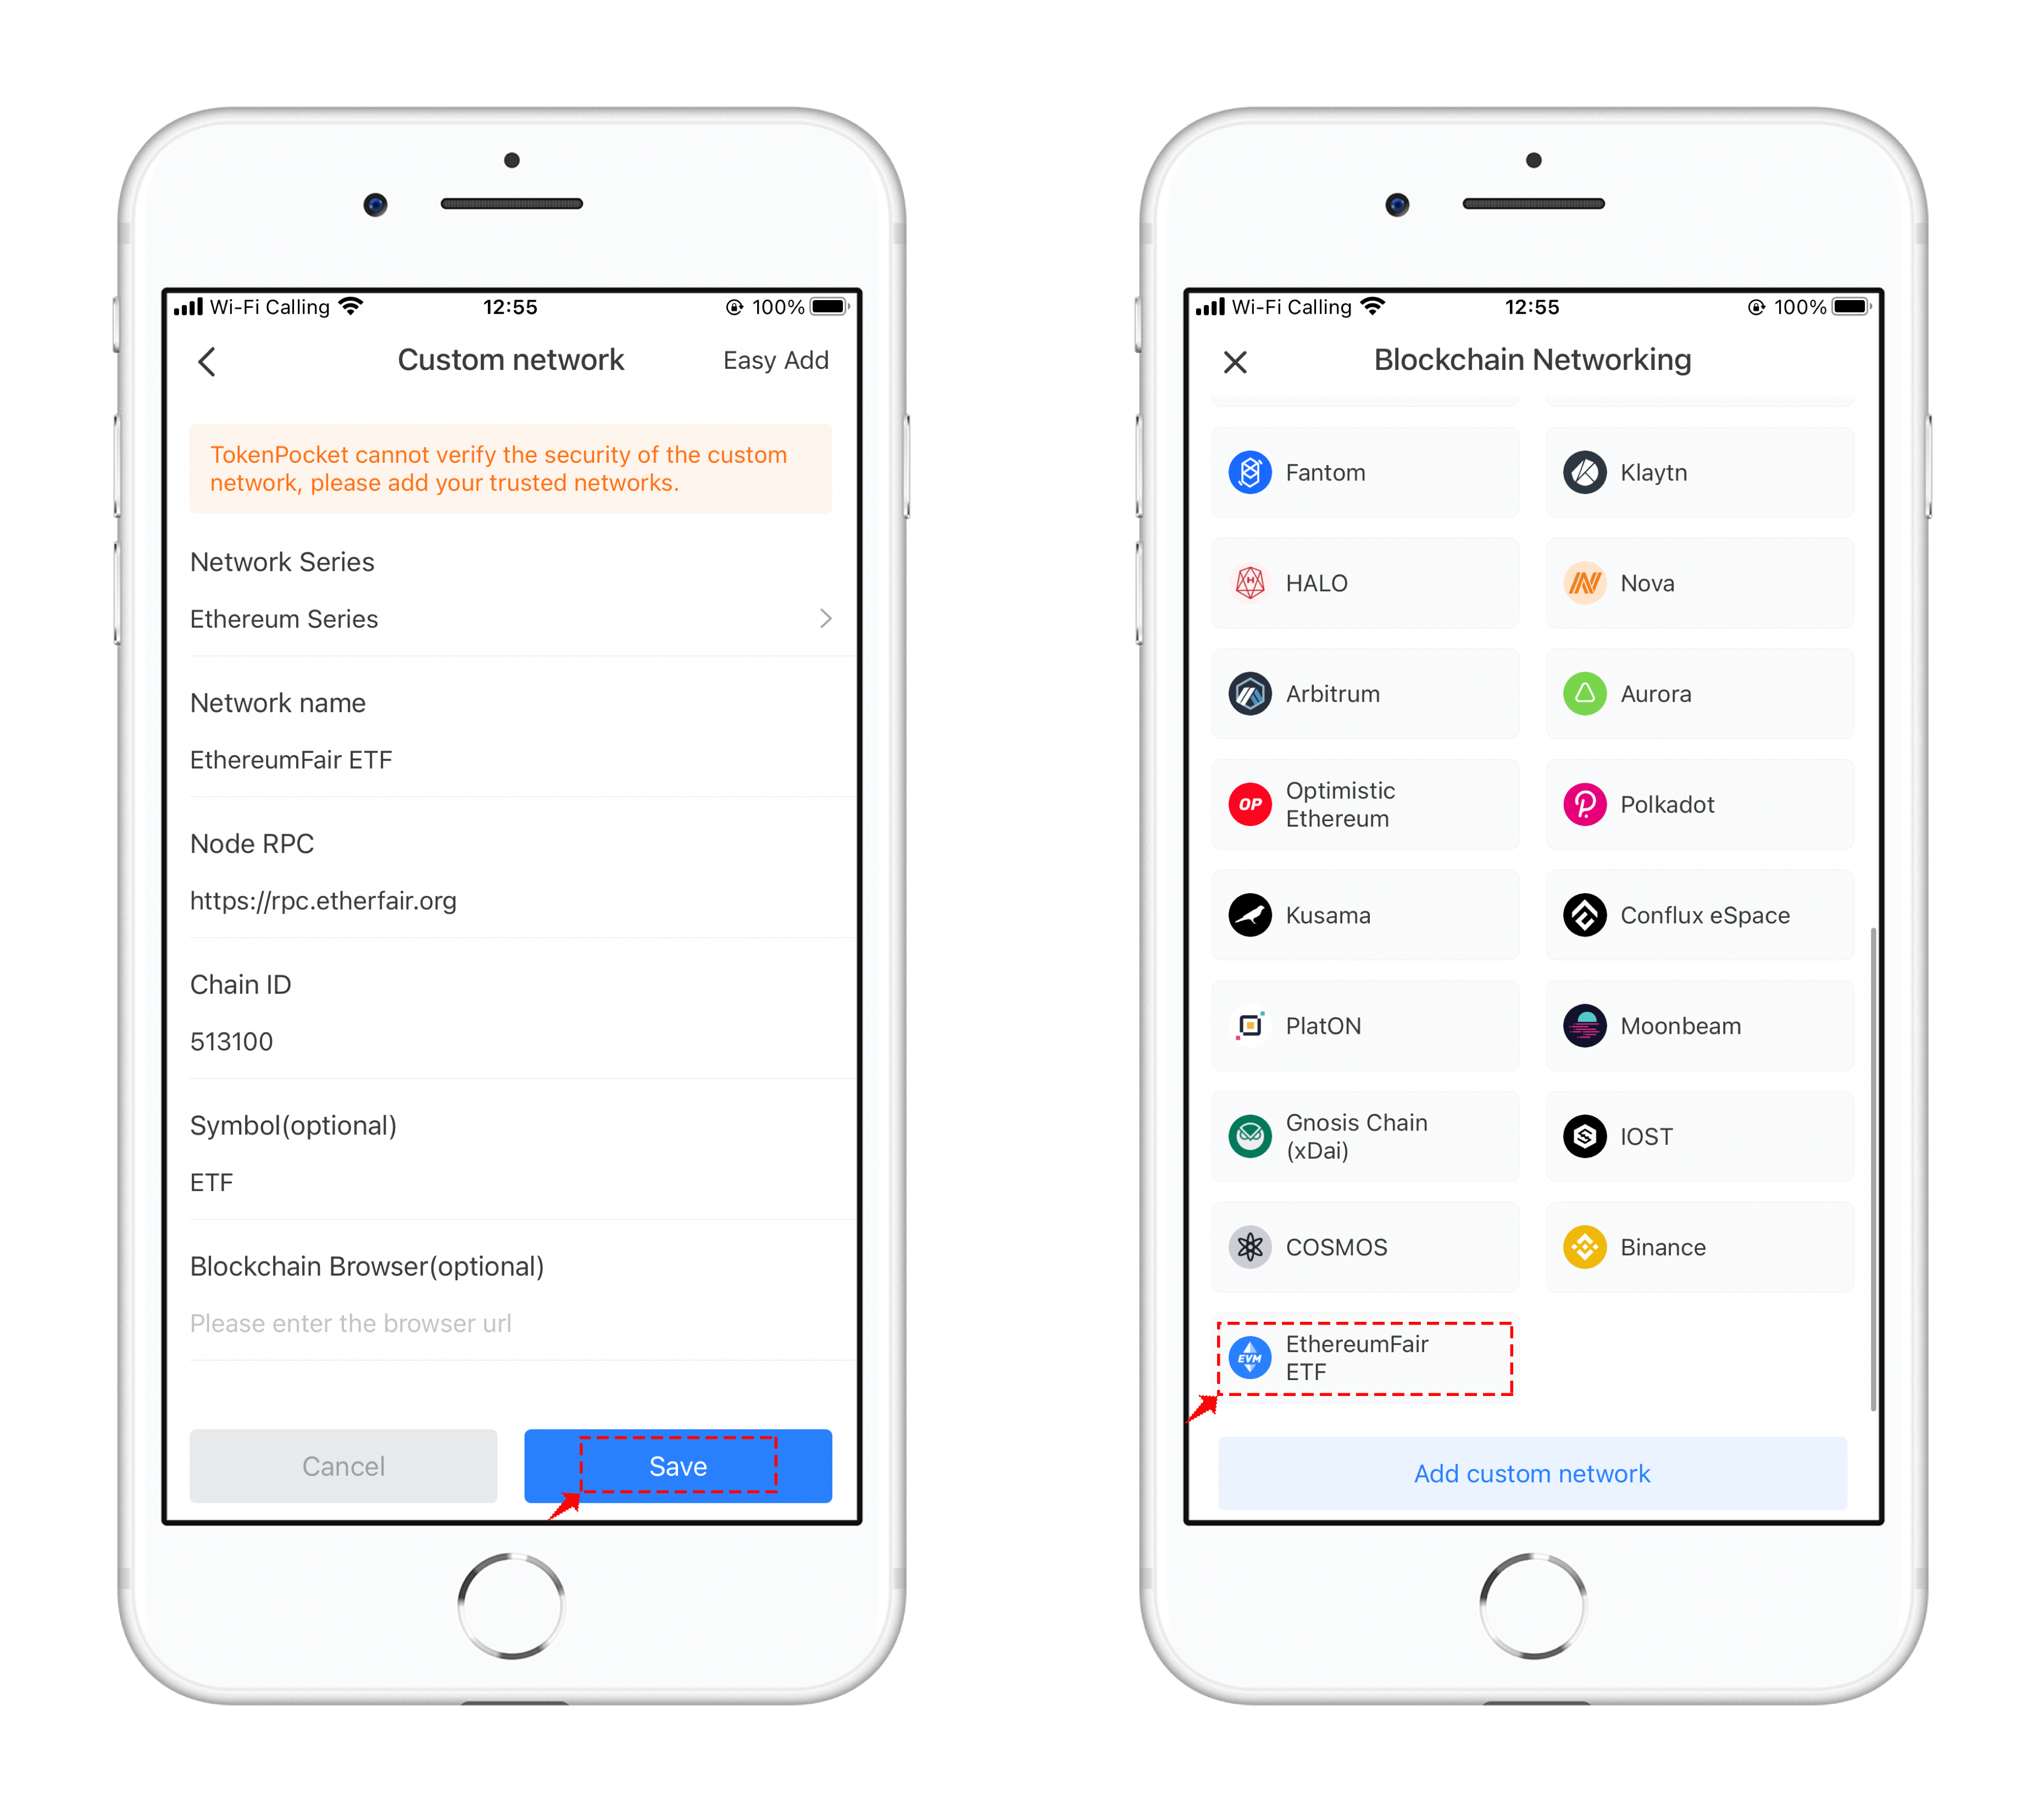 Wi-Fi Calling 12:55 100%
Custom network Easy Add
TokenPocket cannot verify the security of the custom
network, please add your trusted networks.
Network Series
Ethereum Series
Network name
EthereumFair ETF
Node RPC
https://rpc.etherfair.org
Chain ID
513100
Symbol(optional)
ETF
Blockchain Browser(optional)
Please enter the browser url
Cancel Save
Wi-Fi Calling 12:55 100%
Blockchain Networking
Fantom Klaytn
HALO Nova
Arbitrum Aurora
OP Optimistic
Ethereum
Polkadot
Kusama Conflux eSpace
PlatON Moonbeam
Gnosis Chain
(xDai)
IOST
COSMOS Binance
EVM EthereumFair
ETF
Add custom network